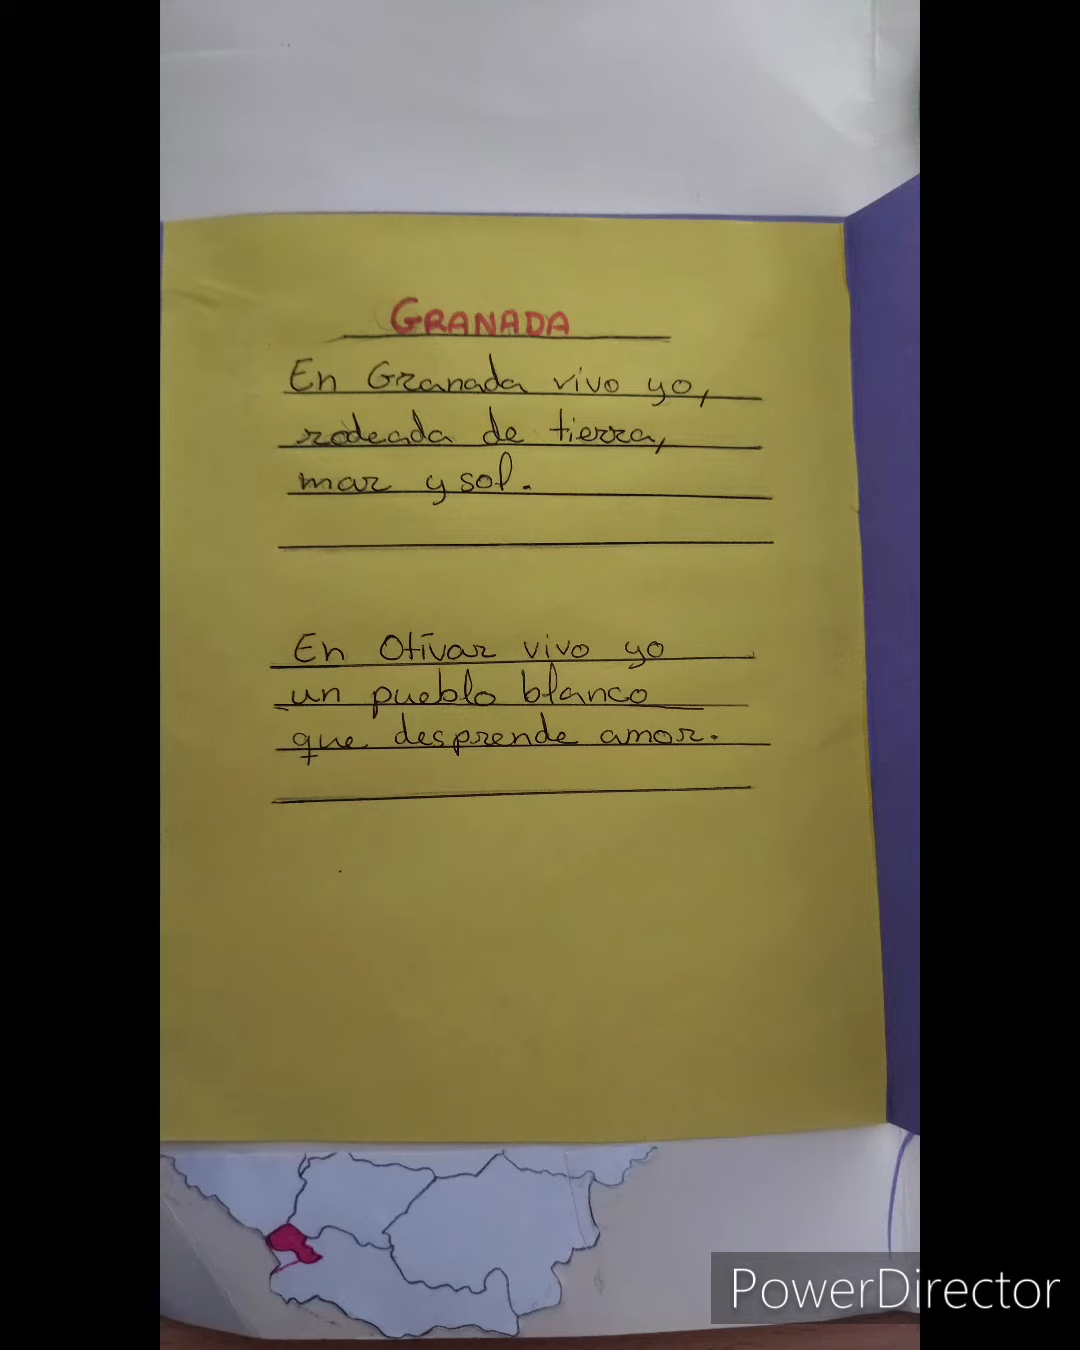 GRANADA
En Granada vivo yo,
rodeada de tierra,
mar y sol.
En Otívar vivo yo
un pueblo blanco
que desprende amor.
PowerDirector